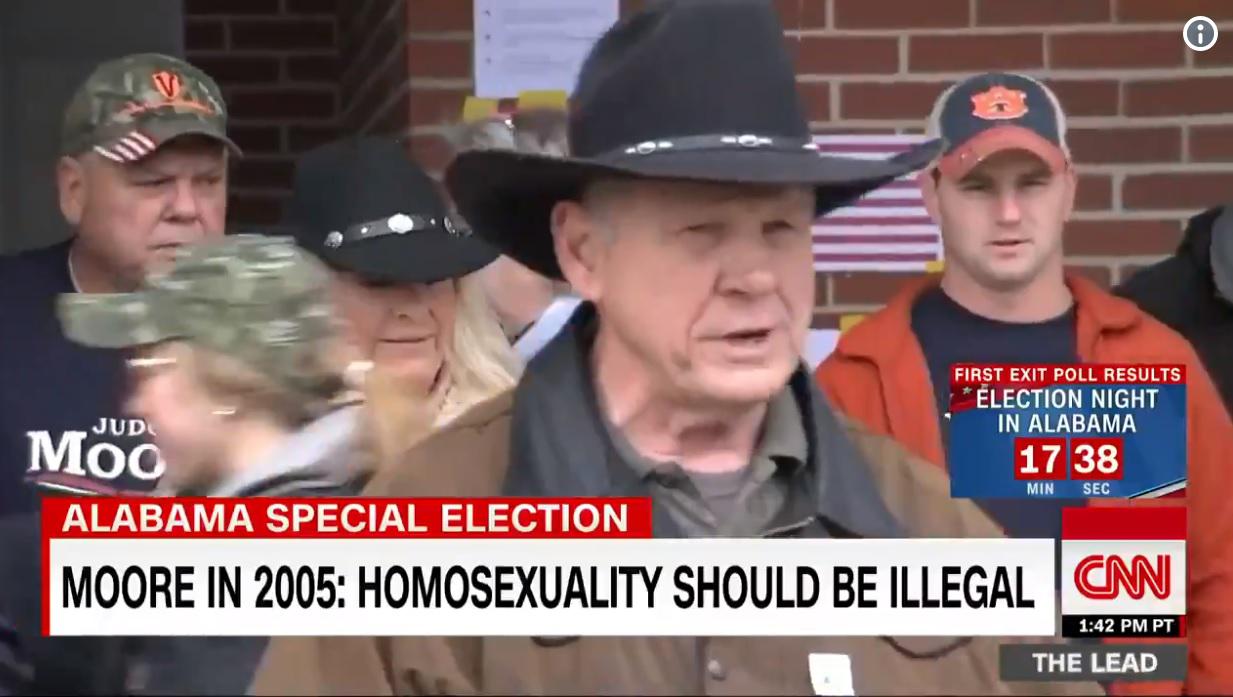 JUD
MOO
FIRST EXIT POLL RESULTS
ELECTION NIGHT
IN ALABAMA
17 38
MIN SEC
ALABAMA SPECIAL ELECTION
MOORE IN 2005: HOMOSEXUALITY SHOULD BE ILLEGAL
CNN
1:42 PM PT
THE LEAD